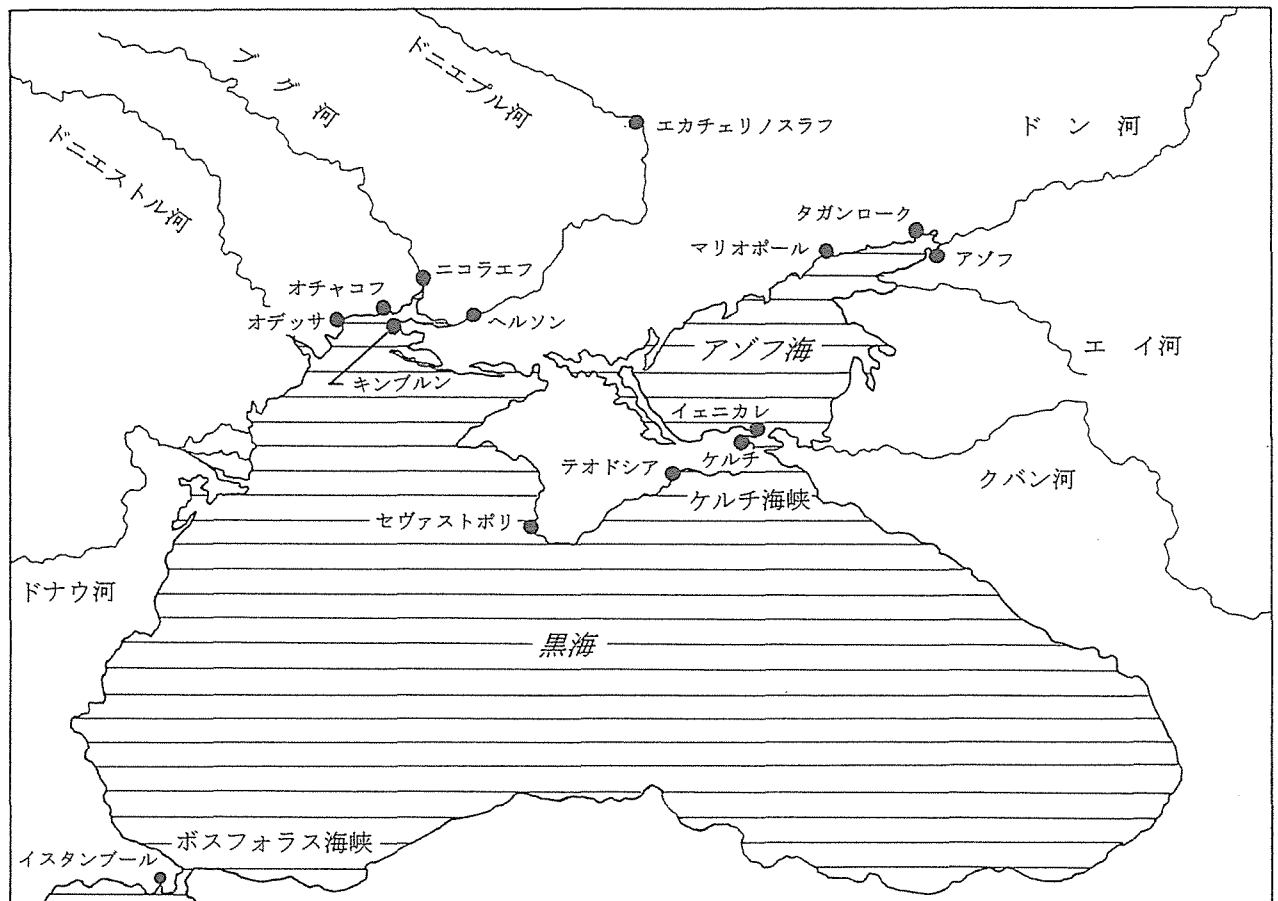 ブグ河
ドニエプル河
ドニエストル河
エカチェリノスラフ
ドン河
タガンローク
マリオポール
アゾフ
ニコラエフ
オチャコフ
オデッサ
ヘルソン
キンブルン
アゾフ海
エイ河
イェニカレ
ケルチ
テオドシア
クバン河
ケルチ海峡
セヴァストポリ
ドナウ河
黒海
ボスフォラス海峡
イスタンブール